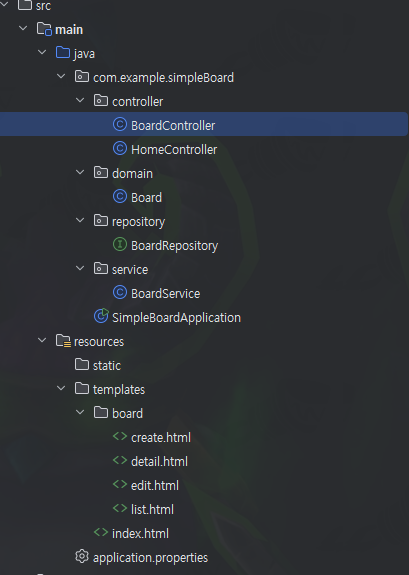 src
main
java
com.example.simpleBoard
controller
BoardController
HomeController
domain
Board
repository
BoardRepository
service
BoardService
SimpleBoardApplication
resources
static
templates
board
create.html
detail.html
edit.html
list.html
index.html
application.properties